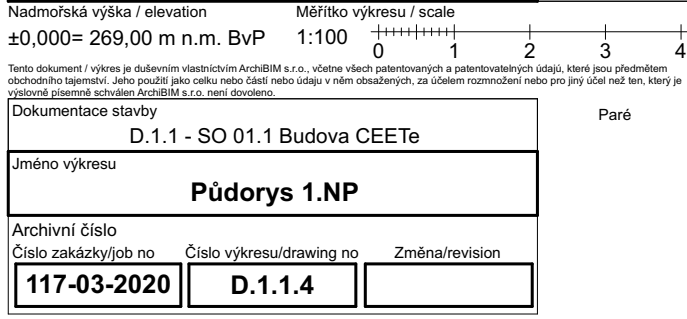 Nadmořská výška / elevation Měřítko výkresu / scale
±0,000= 269,00 m n.m. BvP 1:100 0 1 2 3 4
Tento dokument / výkres je duševním vlastnictvím ArchiBIM s.r.o., včetne všech patentovaných a patentovatelných údajú, které jsou předmětem
obchodního tajemství. Jeho použití jako celku nebo částí nebo údaju v něm obsažených, za účelem rozmnožení nebo pro jiný účel než ten, který je
výslovně písemně schválen ArchiBIM s.r.o. není dovoleno.
Dokumentace stavby Paré
D.1.1 - SO 01.1 Budova CEETe
Jméno výkresu
Půdorys 1.NP
Archivní číslo
Číslo zakázky/job no Číslo výkresu/drawing no Změna/revision
117-03-2020 D.1.1.4